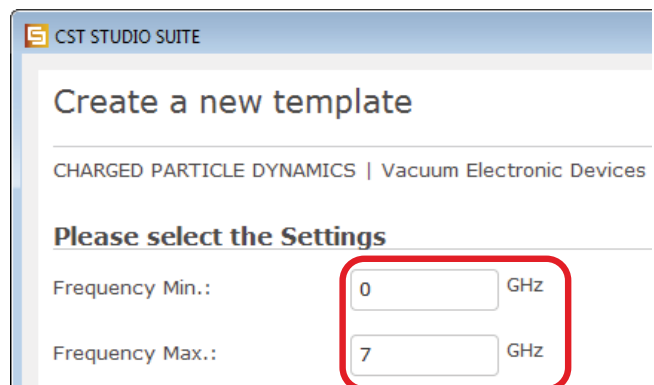 CST STUDIO SUITE
Create a new template
CHARGED PARTICLE DYNAMICS | Vacuum Electronic Devices
Please select the Settings
Frequency Min.: 0 GHz
Frequency Max.: 7 GHz